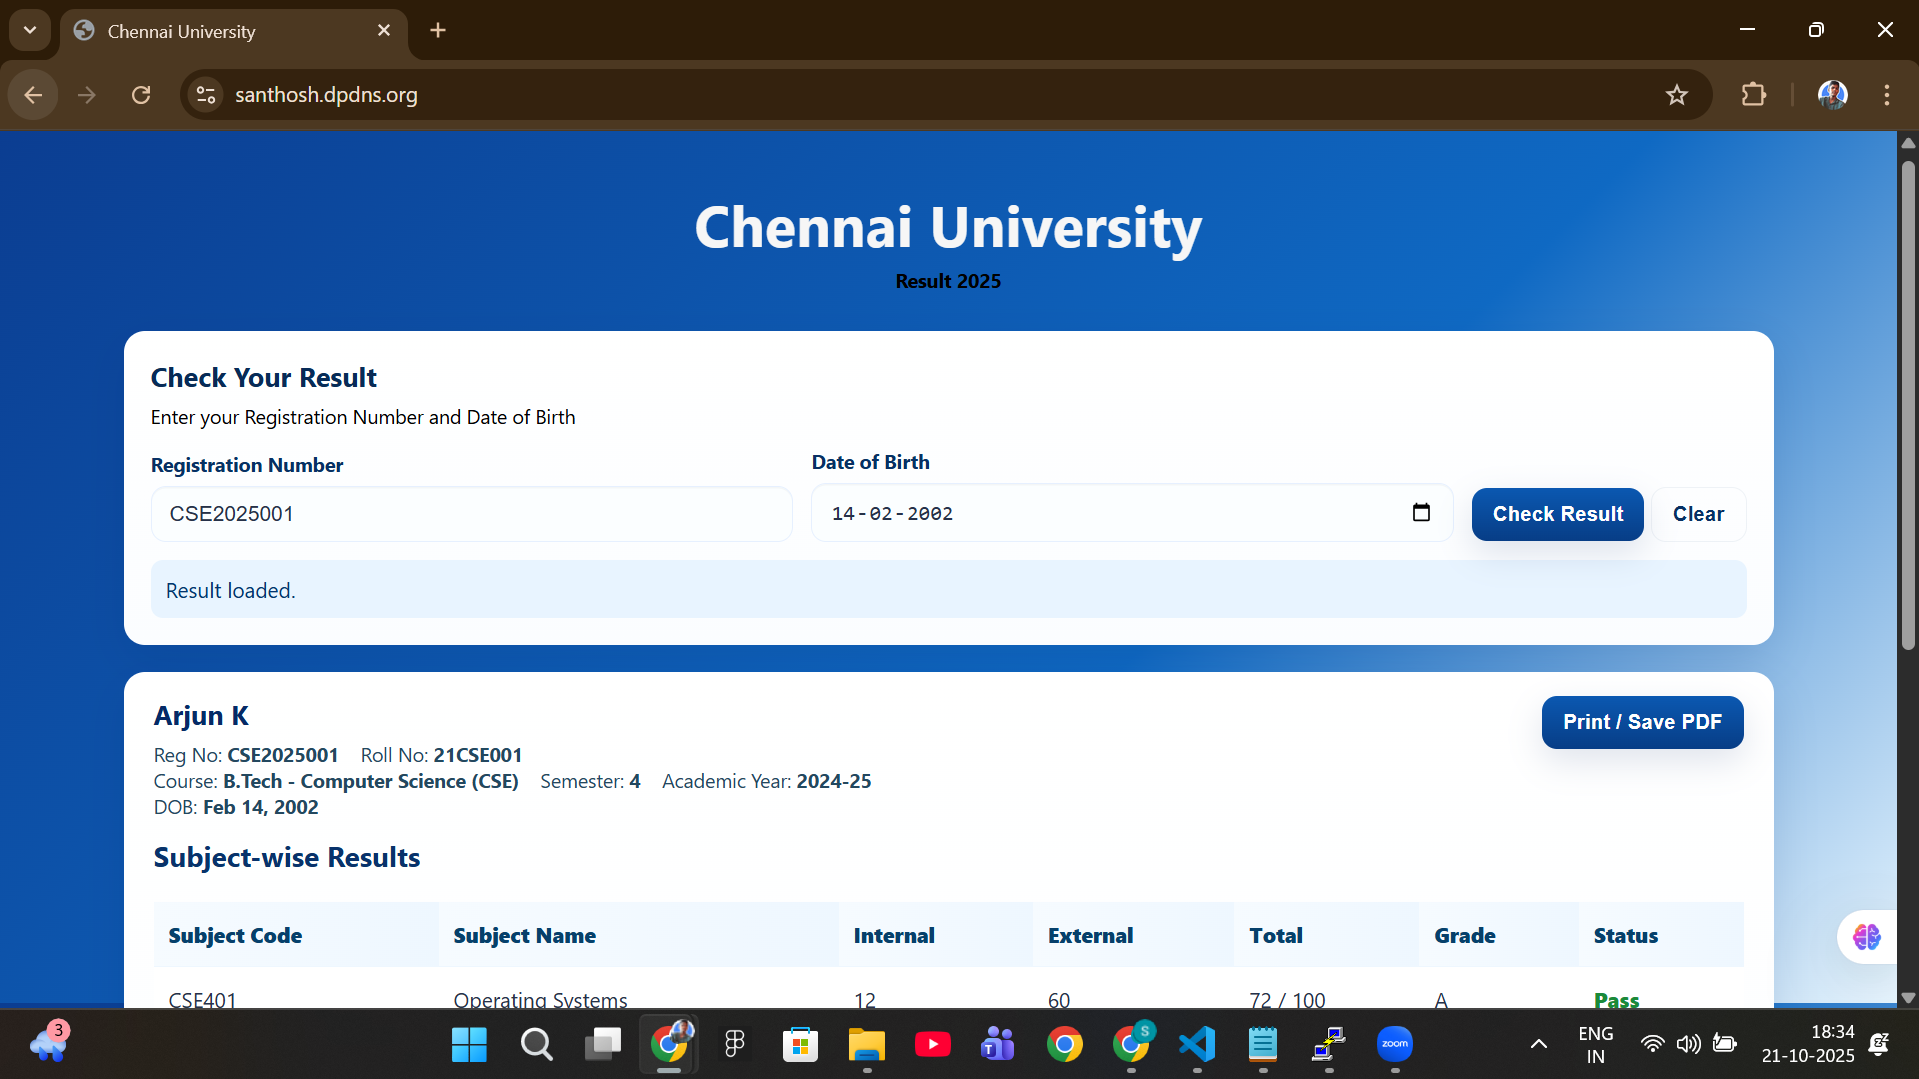 Chennai University
santhosh.dpdns.org
Chennai University
Result 2025
Check Your Result
Enter your Registration Number and Date of Birth
Registration Number
Date of Birth
CSE2025001
14-02-2002
Check Result
Clear
Result loaded.
Arjun K
Print / Save PDF
Reg No: CSE2025001 Roll No: 21CSE001
Course: B.Tech - Computer Science (CSE) Semester: 4 Academic Year: 2024-25
DOB: Feb 14, 2002
Subject-wise Results
Subject Code Subject Name Internal External Total Grade Status
CSE401 Operating Systems 12 60 72 / 100 A Pass
3
S
T
zoom
ENG
IN
18:34
21-10-2025